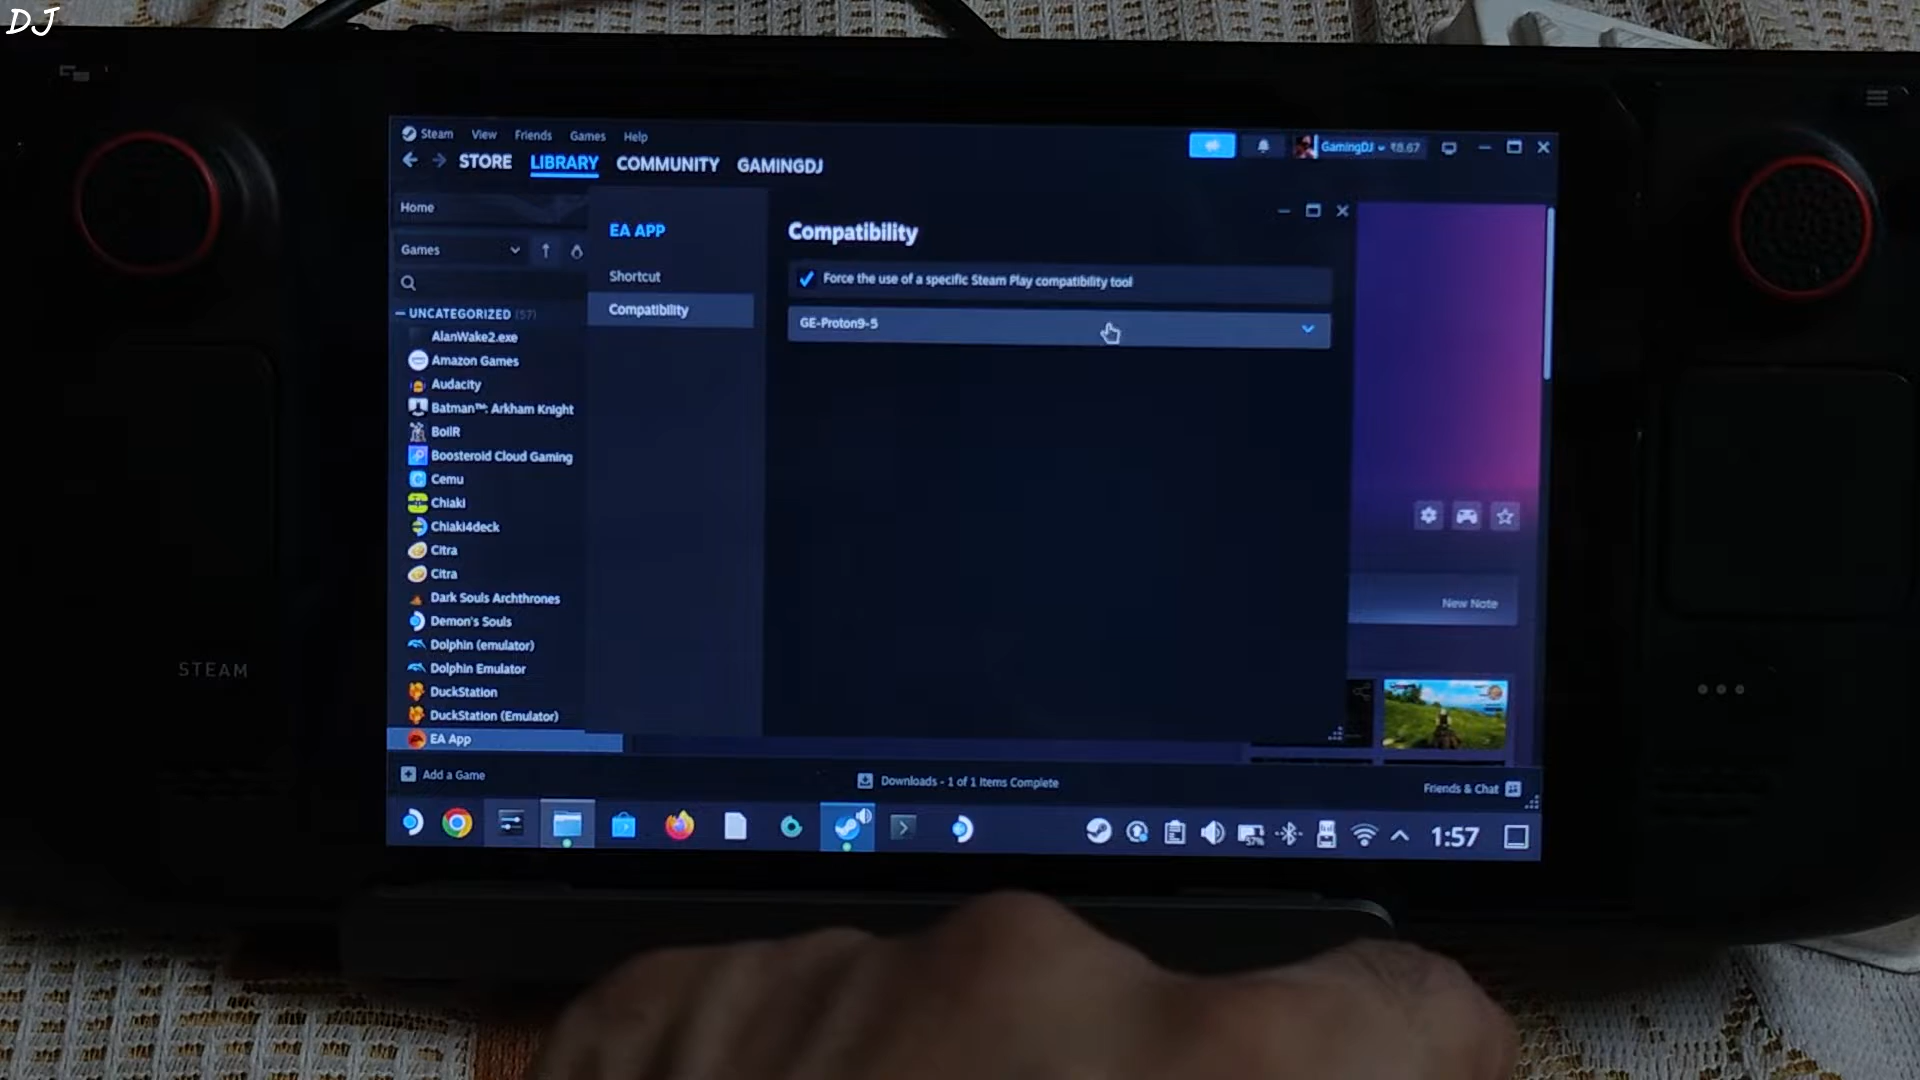 DJ
Steam View Friends Games Help
GamingDJ ₹8.67
STORE LIBRARY COMMUNITY GAMINGDJ
Home
EA APP
Compatibility
Games
Shortcut
Force the use of a specific Steam Play compatibility tool
Compatibility
GE-Proton9-5
UNCATEGORIZED (57)
AlanWake2.exe
Amazon Games
Audacity
Batman™: Arkham Knight
BoilR
Boosteroid Cloud Gaming
Cemu
Chiaki
Chiaki4deck
Citra
Citra
Dark Souls Archthrones
Demon's Souls
Dolphin (emulator)
Dolphin Emulator
DuckStation
DuckStation (Emulator)
EA App
New Note
Add a Game
Downloads - 1 of 1 Items Complete
Friends & Chat
57%
1:57
STEAM